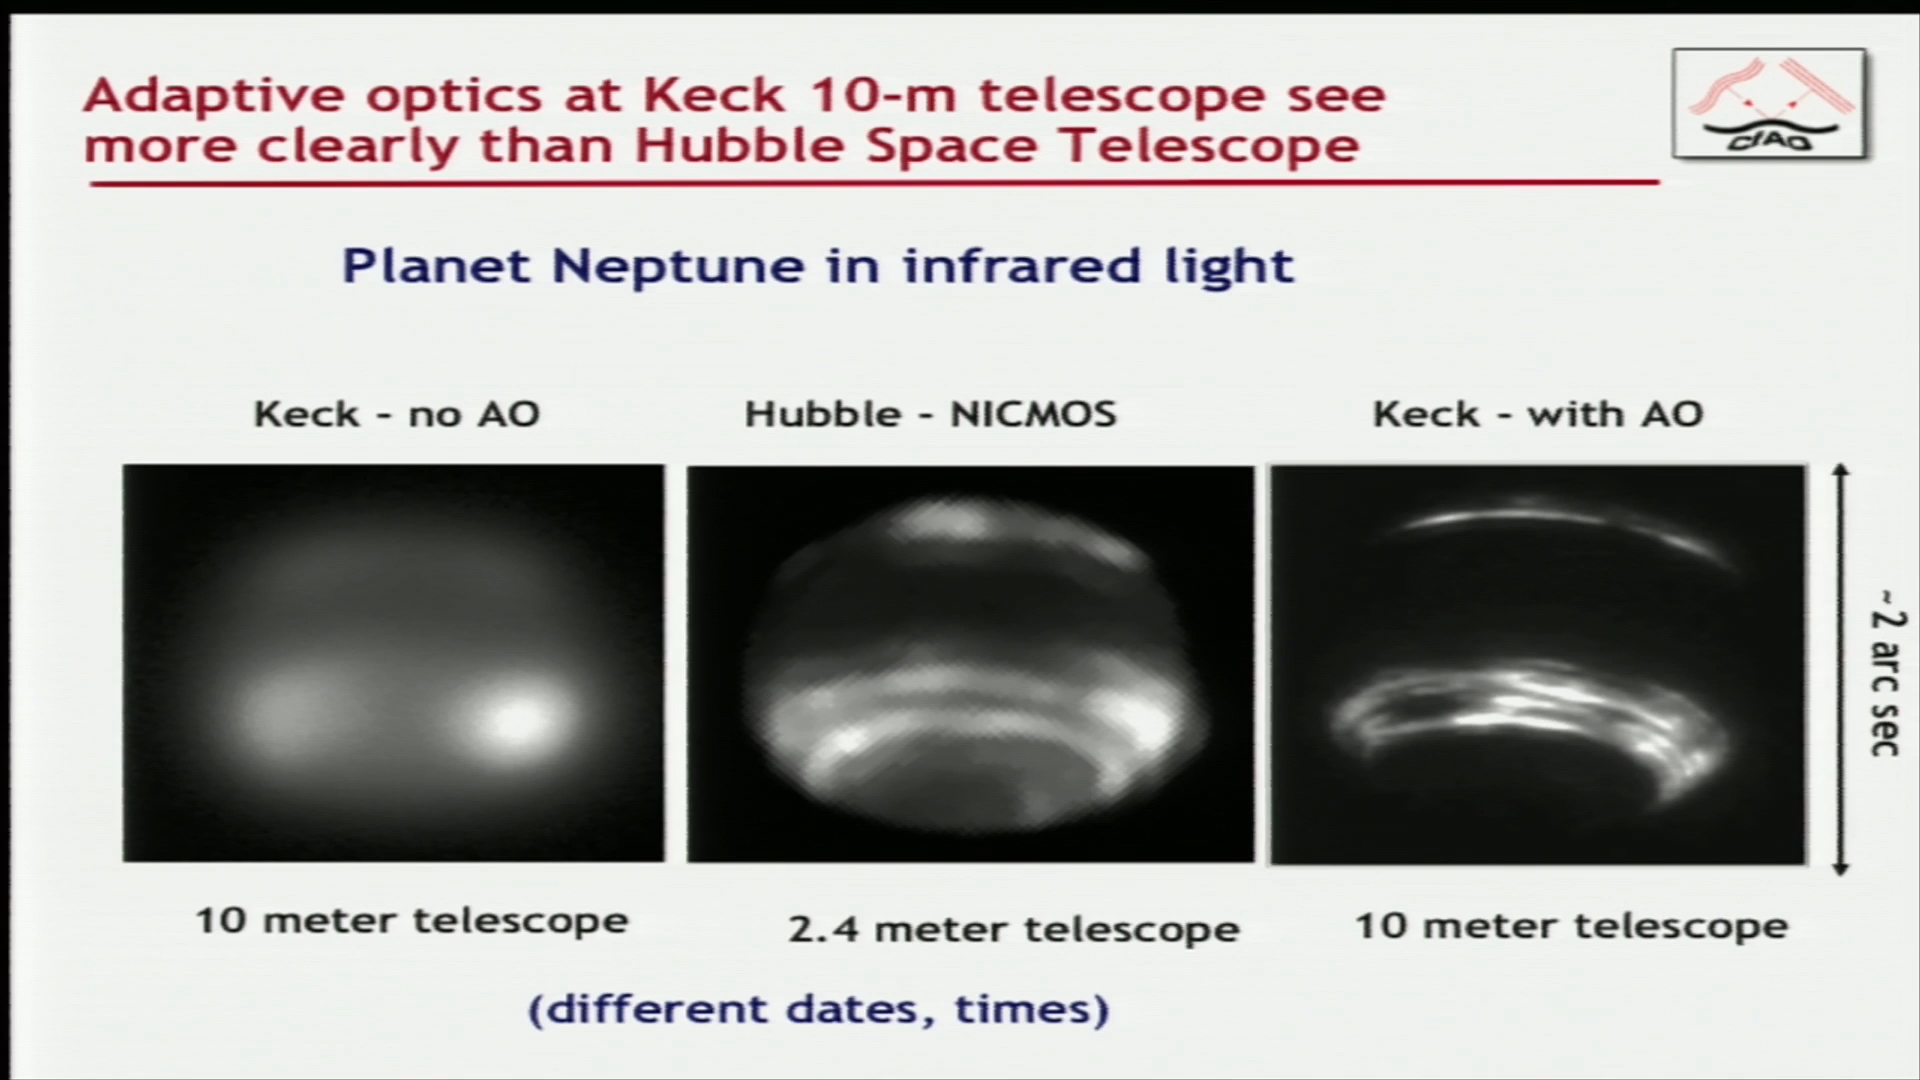 Adaptive optics at Keck 10-m telescope see
more clearly than Hubble Space Telescope
CfAO
Planet Neptune in infrared light
Keck - no AO
Hubble - NICMOS
Keck - with AO
~2 arc sec
10 meter telescope
2.4 meter telescope
10 meter telescope
(different dates, times)